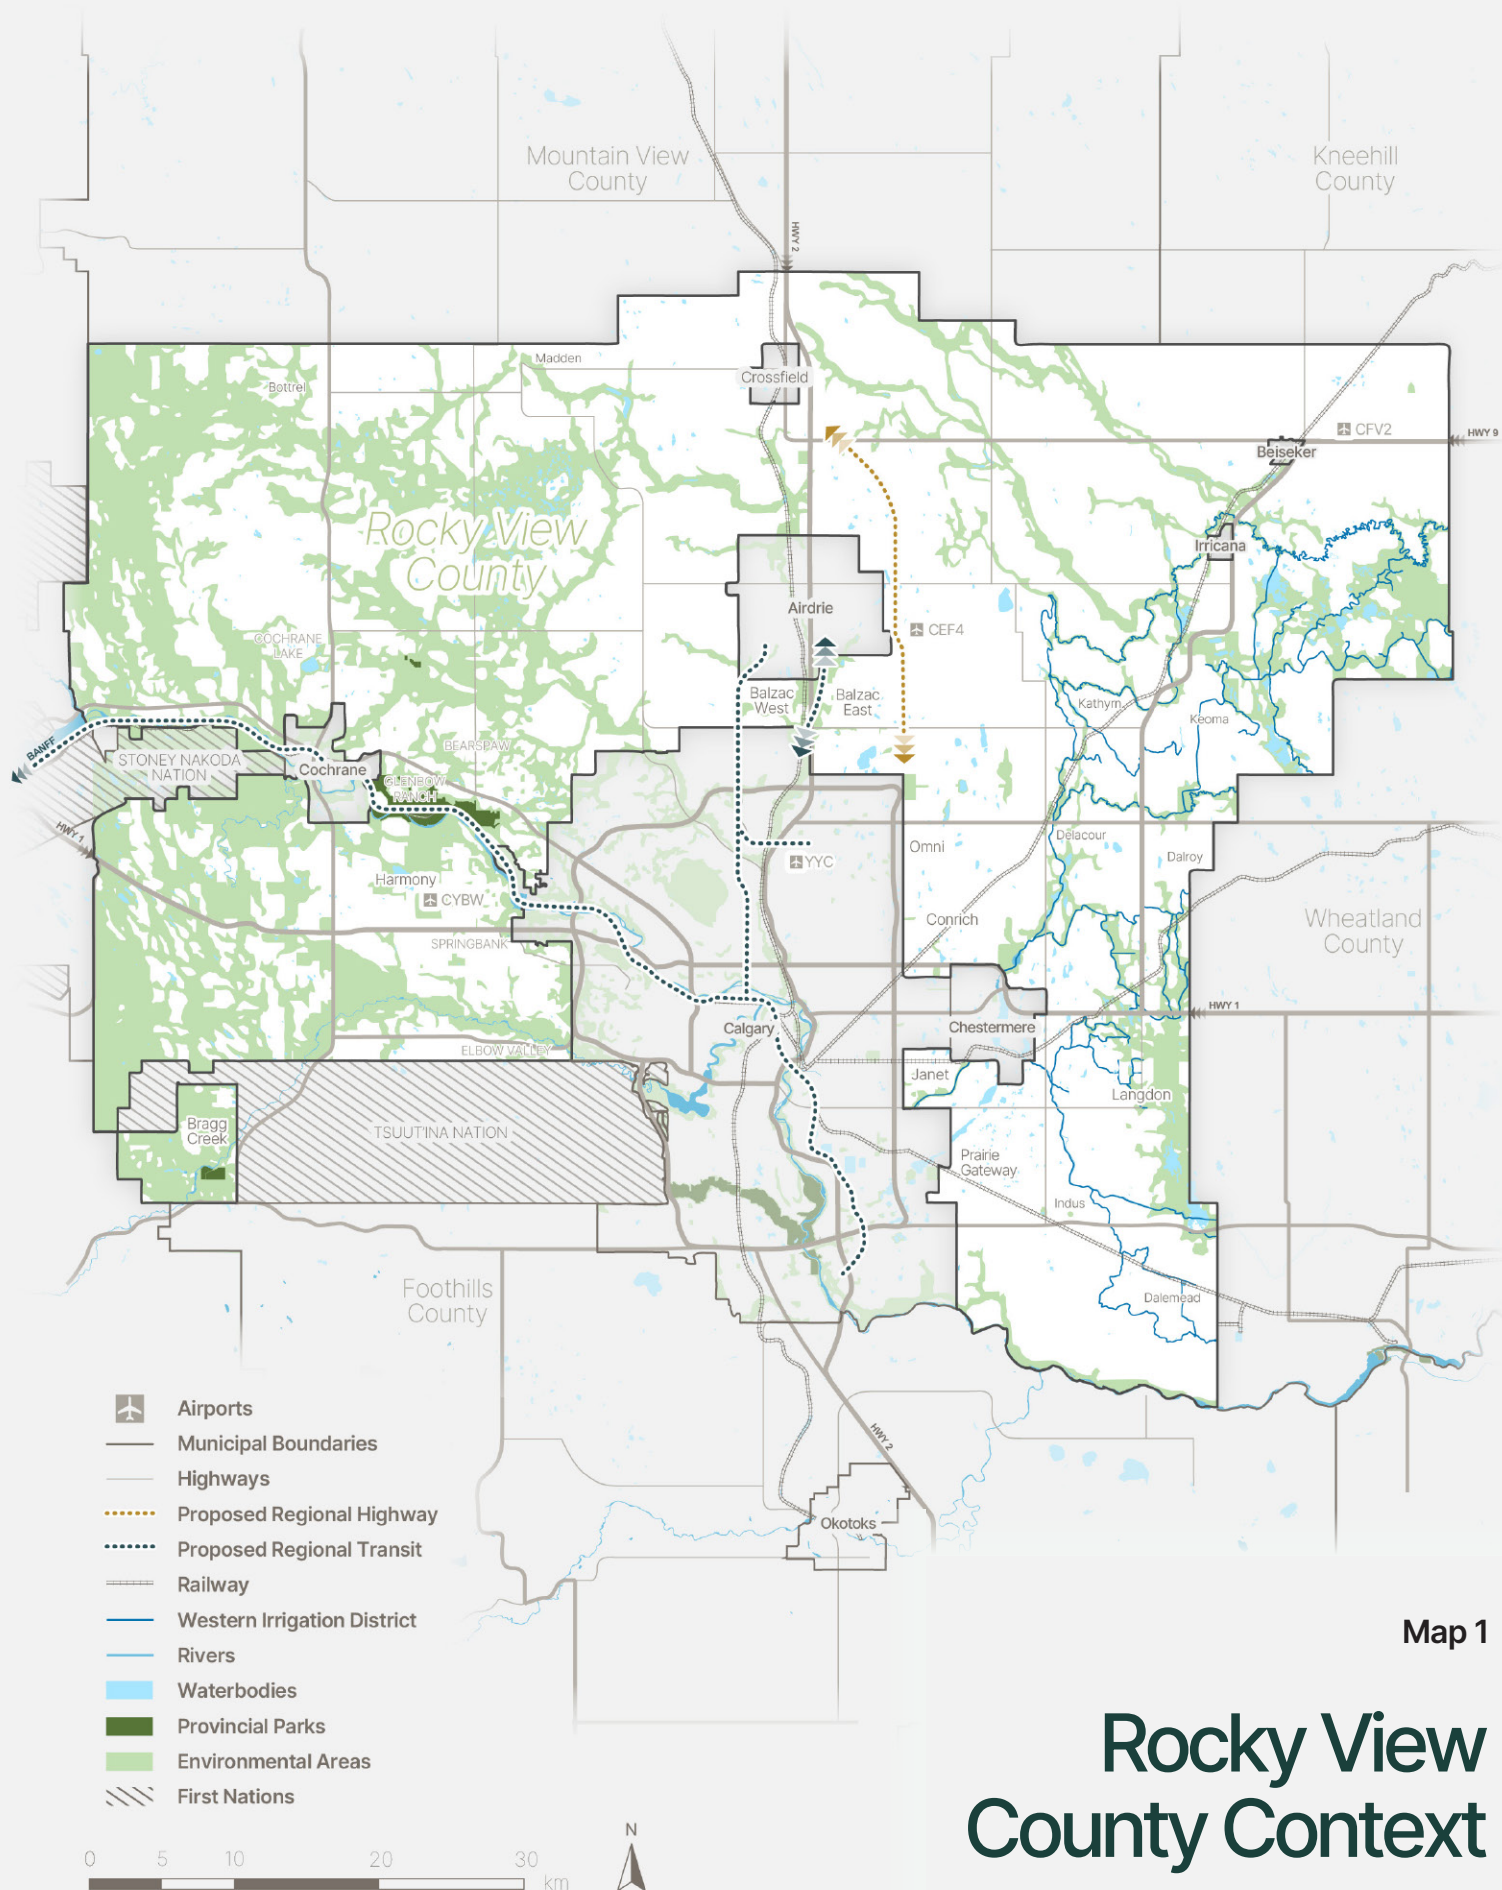 Mountain View
County
Kneehill
County
HWY 2
Madden
Crossfield
Bottrel
CFV2
HWY 9
Beiseker
Rocky View
County
Irricana
Airdrie
CEF4
COCHRANE
LAKE
Balzac
West
Balzac
East
Kathyrn
Keoma
BANFF
STONEY NAKODA
NATION
Cochrane
BEARSPAW
GLENBOW
RANCH
HWY 1
Omni
Delacour
Dalroy
YYC
Harmony
CYBW
SPRINGBANK
Conrich
Wheatland
County
HWY 1
Calgary
Chestermere
ELBOW VALLEY
Janet
Langdon
Bragg
Creek
TSUUT'INA NATION
Prairie
Gateway
Indus
Foothills
County
Dalemead
HWY 2
Okotoks
Airports
Municipal Boundaries
Highways
Proposed Regional Highway
Proposed Regional Transit
Railway
Western Irrigation District
Rivers
Waterbodies
Provincial Parks
Environmental Areas
First Nations
0 5 10 20 30
km
N
Map 1
Rocky View
County Context